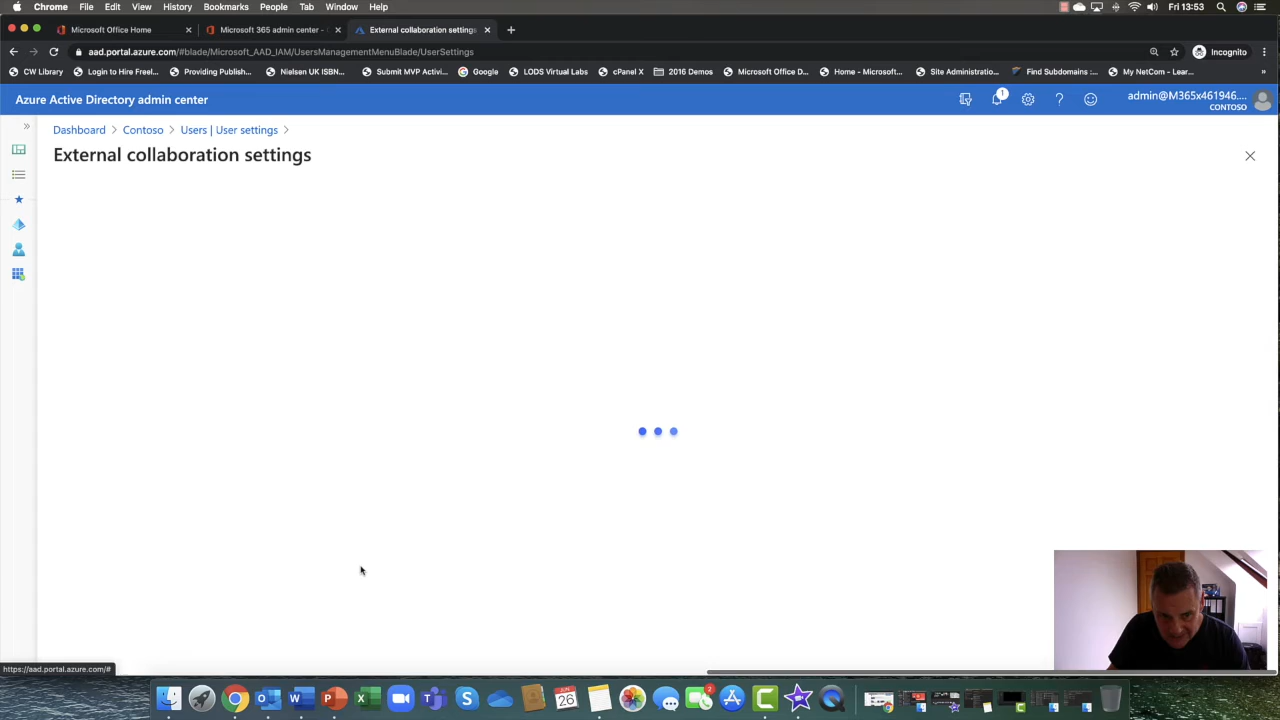 Chrome File Edit View History Bookmarks People Tab Window Help
Fri 13:53
Microsoft Office Home
Microsoft 365 admin center -
External collaboration settings
aad.portal.azure.com/#blade/Microsoft_AAD_IAM/UsersManagementMenuBlade/UserSettings
Incognito
CW Library
Login to Hire Freel...
Providing Publish...
Nielsen UK ISBN...
Submit MVP Activi...
Google
LODS Virtual Labs
cPanel X
2016 Demos
Microsoft Office D...
Home - Microsoft...
Site Administratio...
Find Subdomains :...
My NetCom - Lear...
»
Azure Active Directory admin center
1
admin@M365x461946....
CONTOSO
Dashboard > Contoso > Users | User settings >
External collaboration settings
https://aad.portal.azure.com/#
JUN
26
2